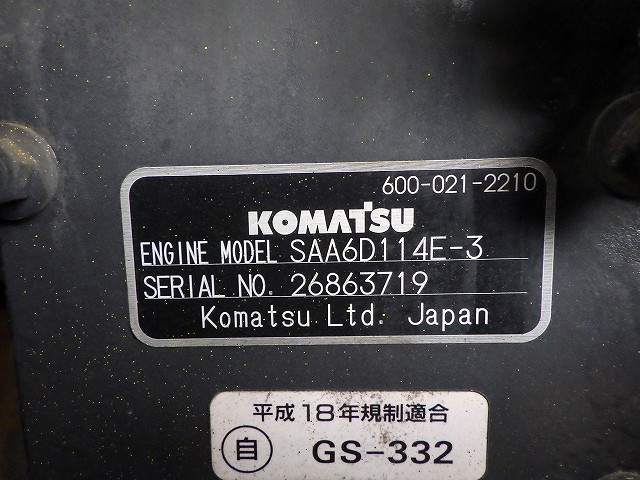 600-021-2210
KOMATSU
ENGINE MODEL SAA6D114E-3
SERIAL NO. 26863719
Komatsu Ltd. Japan
平成18年規制適合
自 GS-332